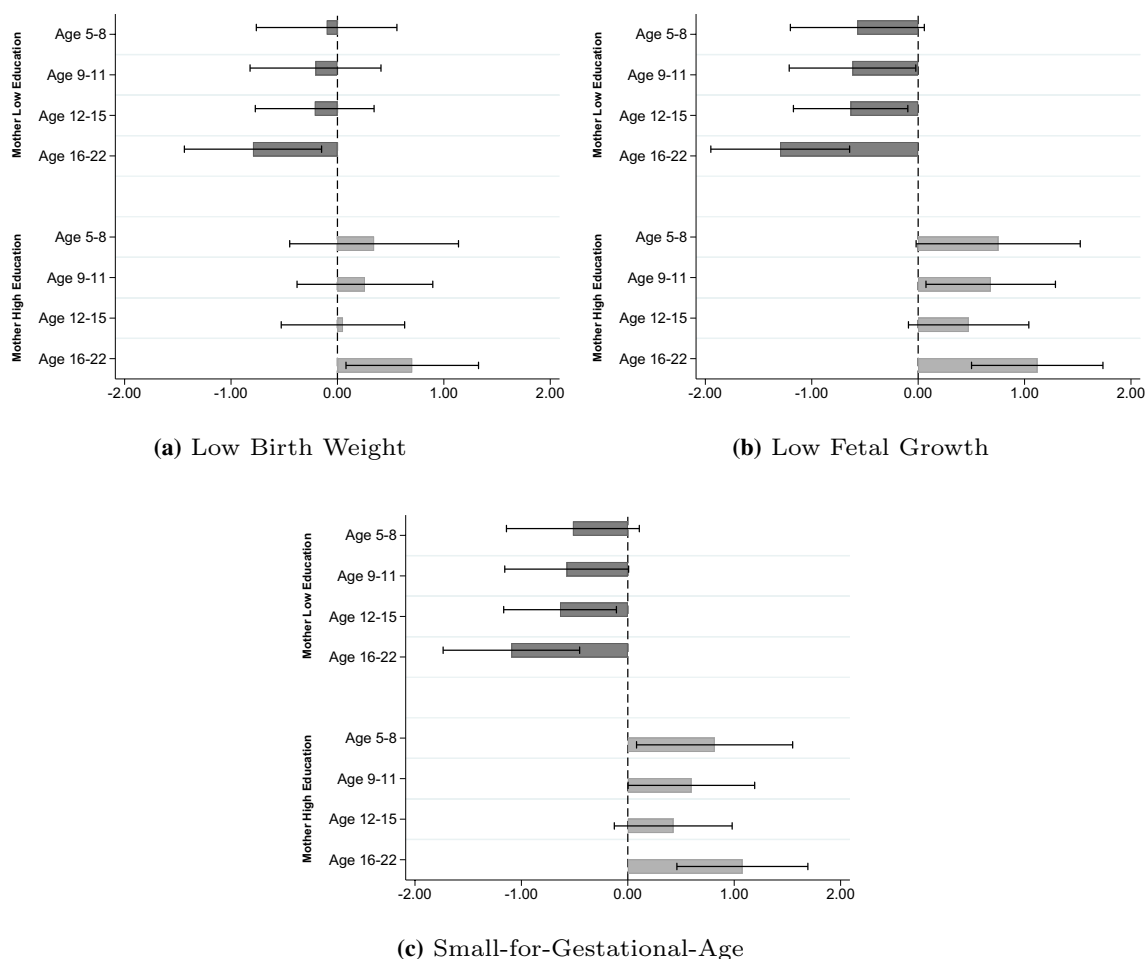 Mother Low Education
Age 5-8
Age 9-11
Age 12-15
Age 16-22
Mother High Education
Age 5-8
Age 9-11
Age 12-15
Age 16-22
-2.00 -1.00 0.00 1.00 2.00
(a) Low Birth Weight
Mother Low Education
Age 5-8
Age 9-11
Age 12-15
Age 16-22
Mother High Education
Age 5-8
Age 9-11
Age 12-15
Age 16-22
-2.00 -1.00 0.00 1.00 2.00
(b) Low Fetal Growth
Mother Low Education
Age 5-8
Age 9-11
Age 12-15
Age 16-22
Mother High Education
Age 5-8
Age 9-11
Age 12-15
Age 16-22
-2.00 -1.00 0.00 1.00 2.00
(c) Small-for-Gestational-Age